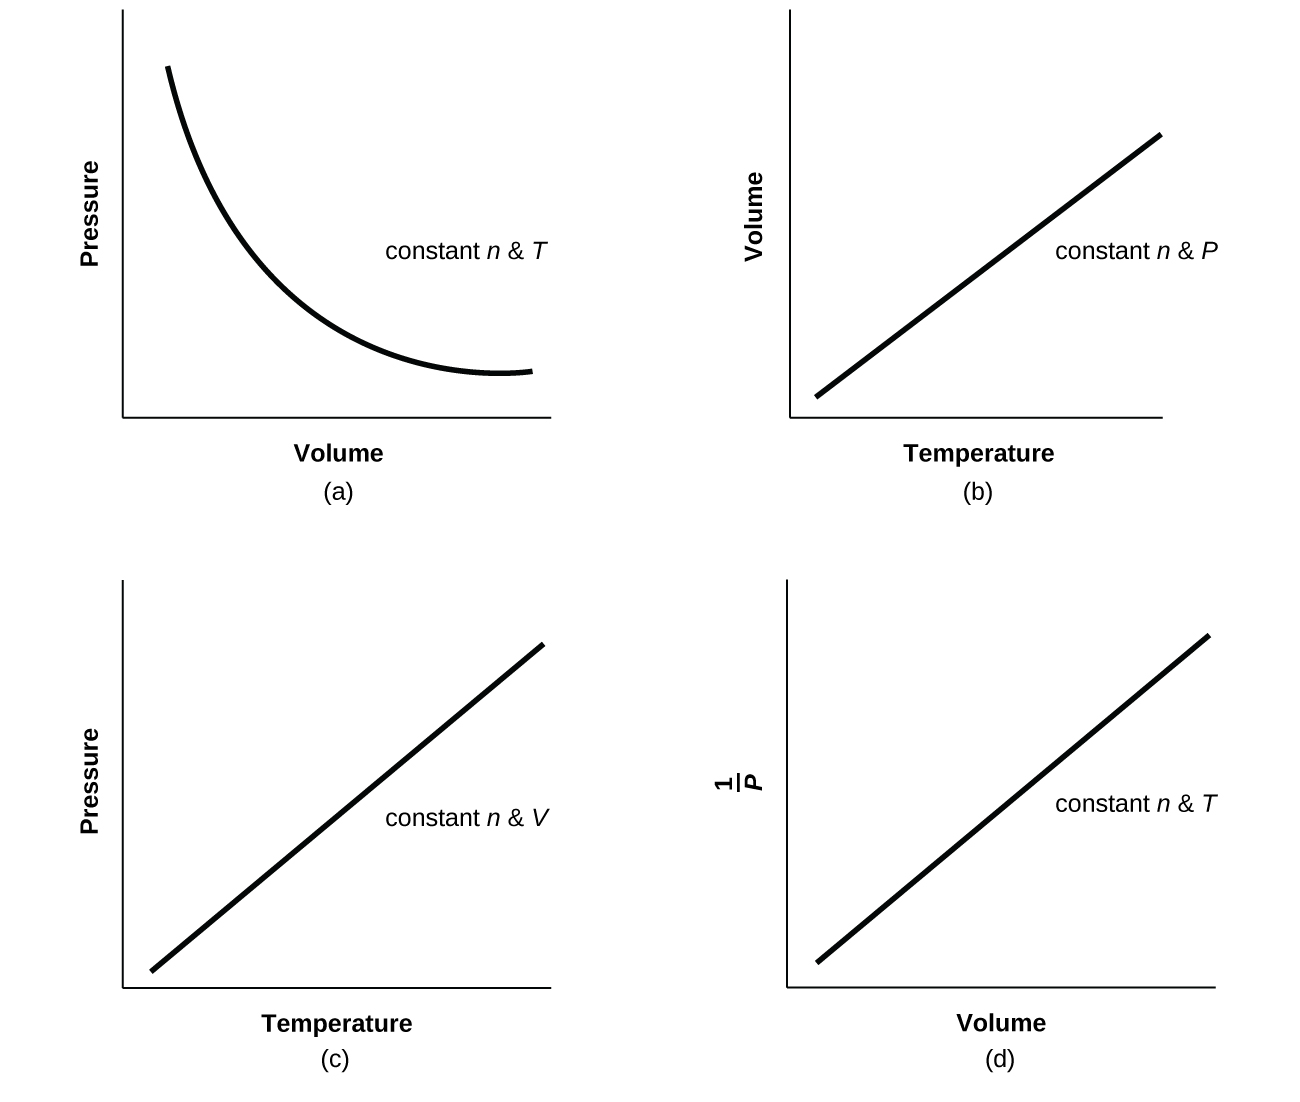 Pressure
constant n & T
Volume
(a)
Volume
constant n & P
Temperature
(b)
Pressure
constant n & V
Temperature
(c)
1
P
constant n & T
Volume
(d)